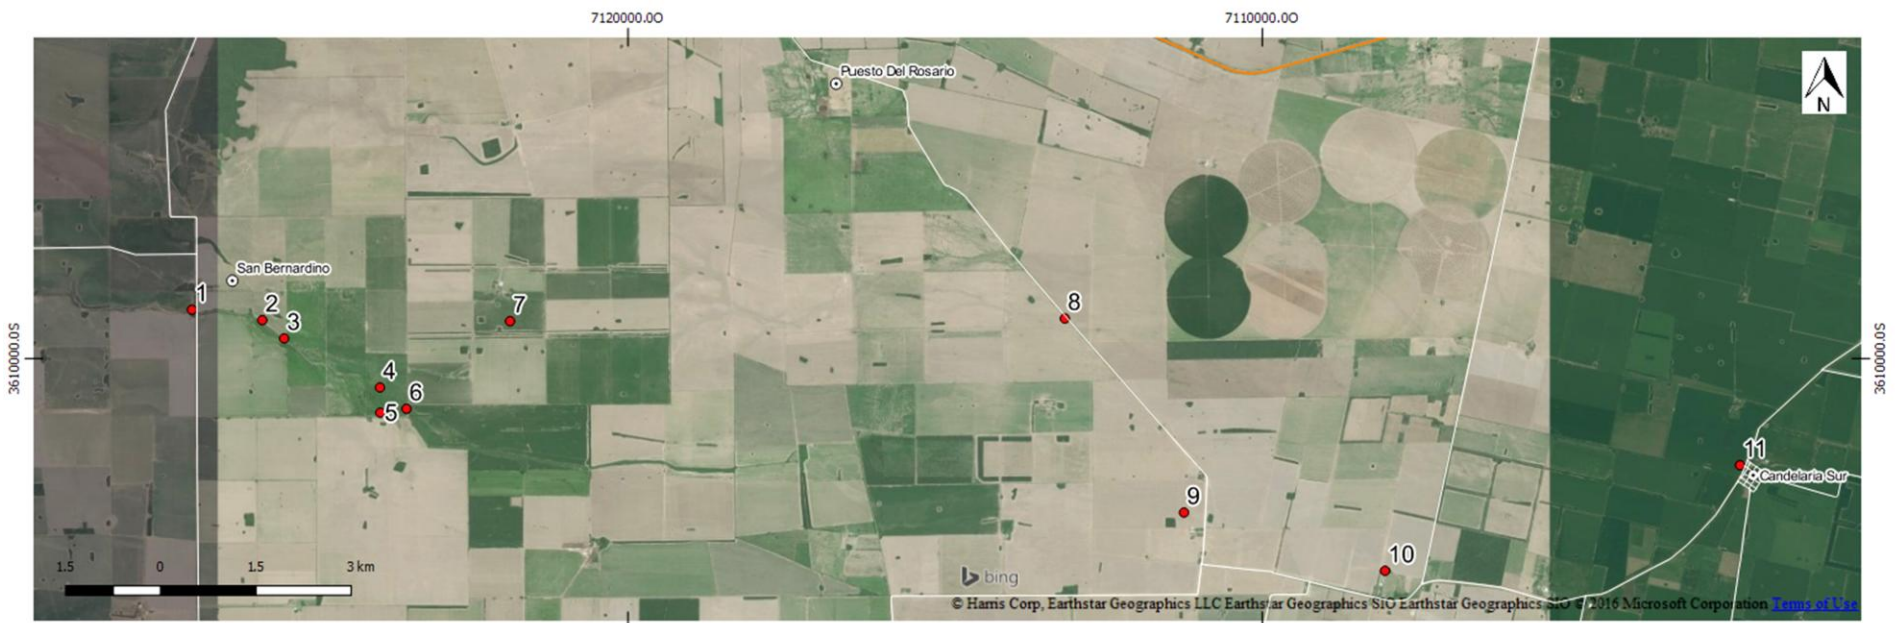 7120000.0O
7110000.0O
Puesto Del Rosario
N
San Bernardino
1
2
3
7
8
3610000.0S
3610000.0S
4
5
6
11
Candelaria Sur
9
10
1.5 0 1.5 3 km
bing
© Harris Corp, Earthstar Geographics LLC Earthstar Geographics SIO Earthstar Geographics SIO © 2016 Microsoft Corporation Terms of Use